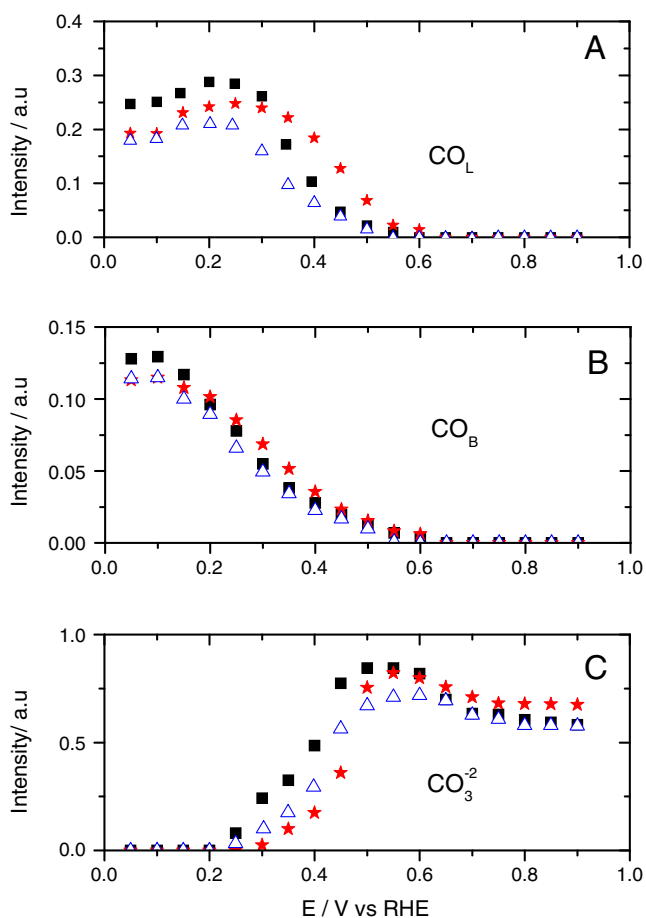 A
0.4
0.3
0.2
0.1
0.0
Intensity / a.u
CO_L
0.0 0.2 0.4 0.6 0.8 1.0
B
0.15
0.10
0.05
0.00
Intensity / a.u
CO_B
0.0 0.2 0.4 0.6 0.8 1.0
C
1.0
0.5
0.0
Intensity/ a.u
CO₃⁻²
0.0 0.2 0.4 0.6 0.8 1.0
E / V vs RHE